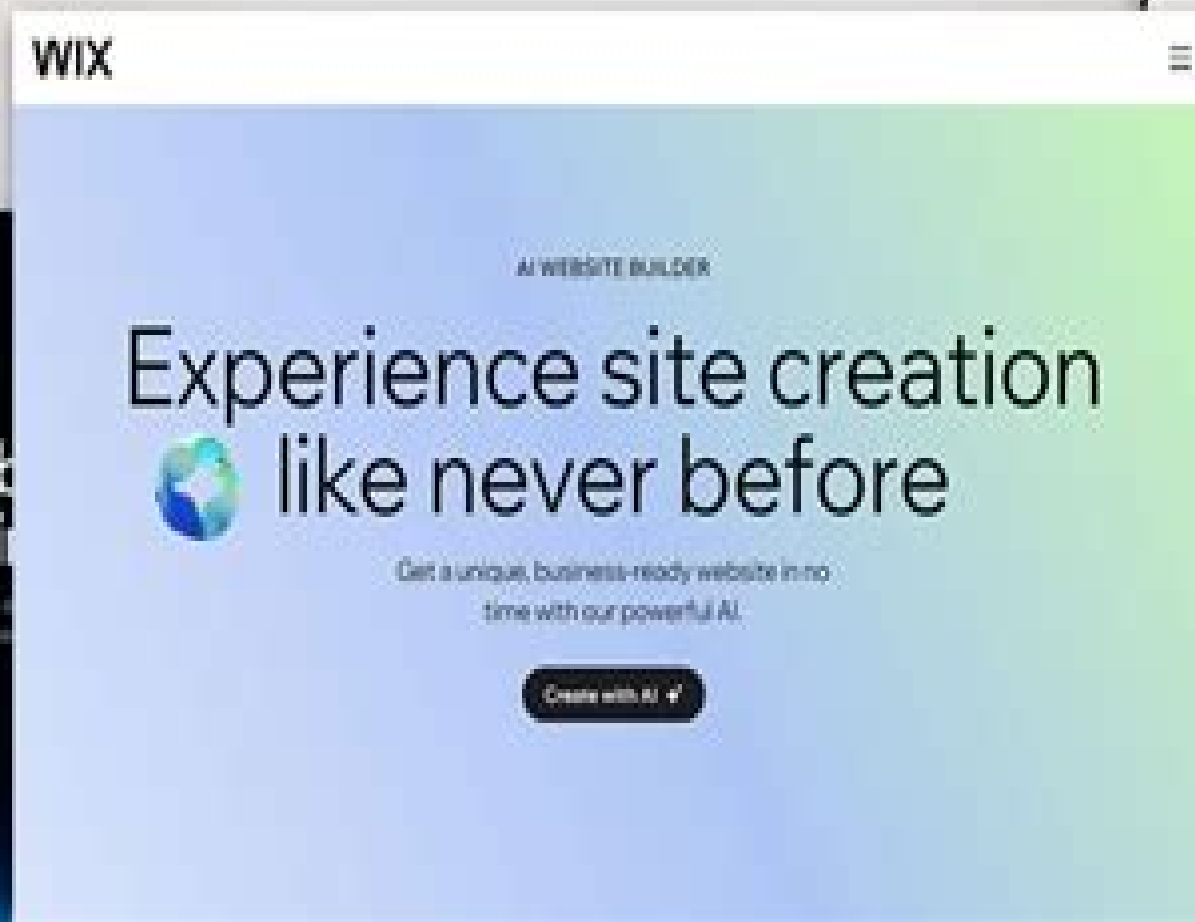 WIX
AI WEBSITE BUILDER
Experience site creation
like never before
Get a unique, business-ready website in no
time with our powerful AI.
Create with AI